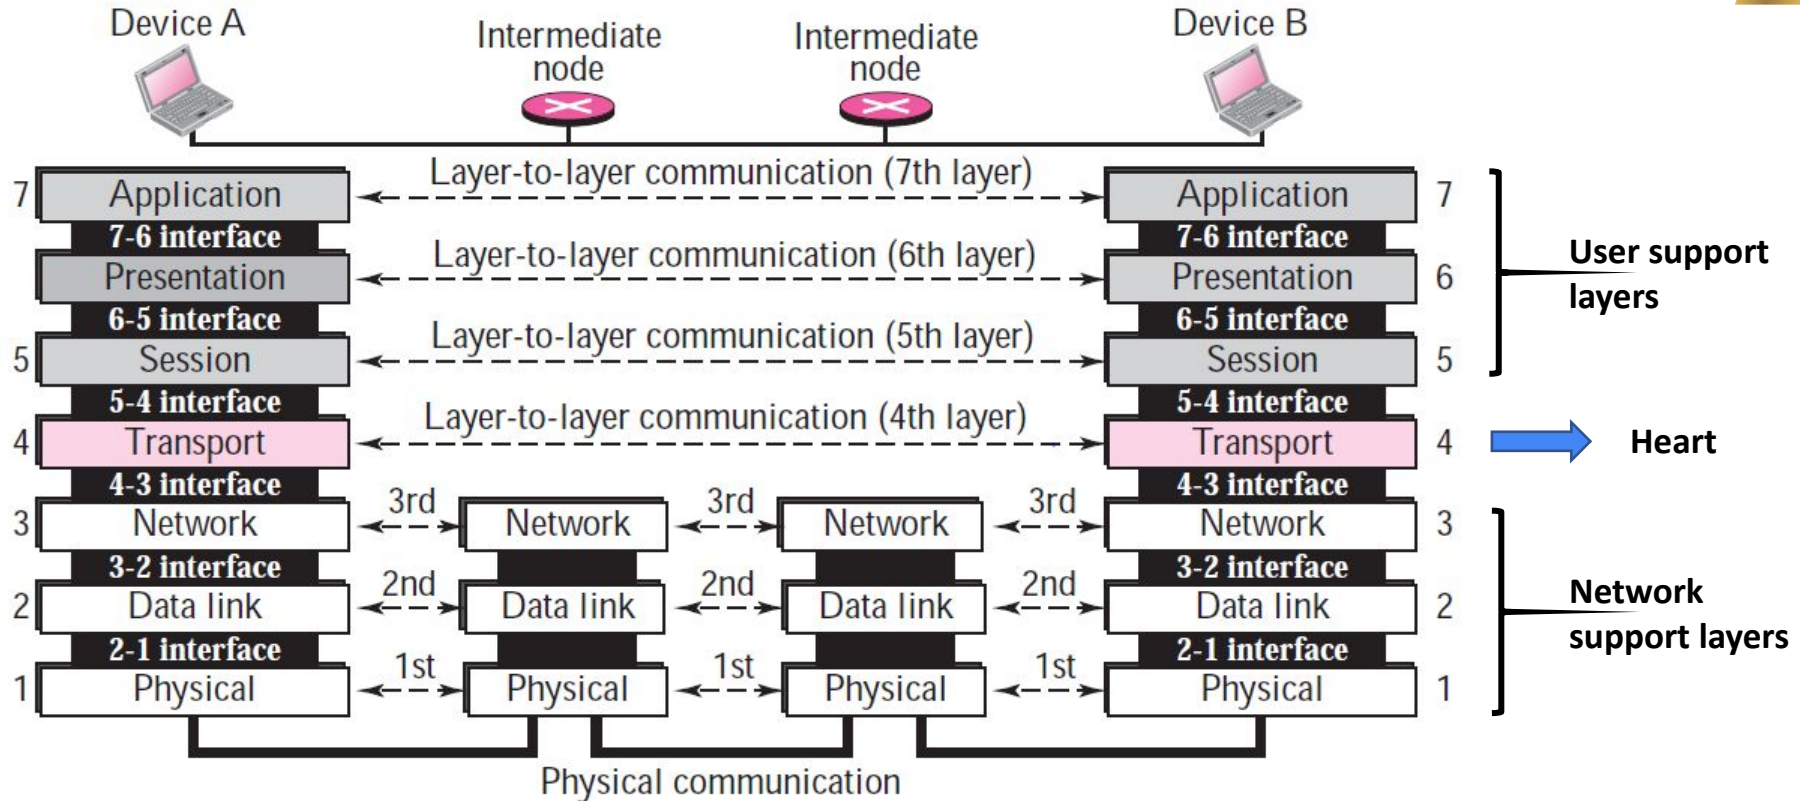 Device A
Intermediate
node
Intermediate
node
Device B
Layer-to-layer communication (7th layer)
7 Application
Application 7
7-6 interface
7-6 interface
Layer-to-layer communication (6th layer)
Presentation
Presentation 6
6-5 interface
6-5 interface
Layer-to-layer communication (5th layer)
5 Session
Session 5
5-4 interface
5-4 interface
Layer-to-layer communication (4th layer)
4 Transport
Transport 4
4-3 interface
4-3 interface
3 Network 3rd Network 3rd Network 3rd Network 3
3-2 interface
3-2 interface
2 Data link 2nd Data link 2nd Data link 2nd Data link 2
2-1 interface
2-1 interface
1 Physical 1st Physical 1st Physical 1st Physical 1
Physical communication
User support
layers
Heart
Network
support layers